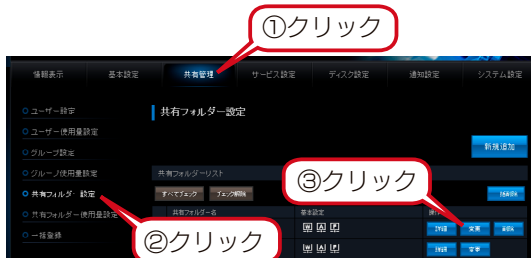 ①クリック
情報表示 基本設定 共有管理 サービス設定 ディスク設定 通知設定 システム設定
ユーザー設定
共有フォルダー設定
ユーザー使用量設定
グループ設定
新規追加
グループ使用量設定
共有フォルダーリスト
③クリック
共有フォルダー設定
すべてチェック チェック解除
共有フォルダー使用量設定
共有フォルダー名 基本設定
②クリック
W A F
詳細 変更 削除
一括登録
W A F
詳細 変更